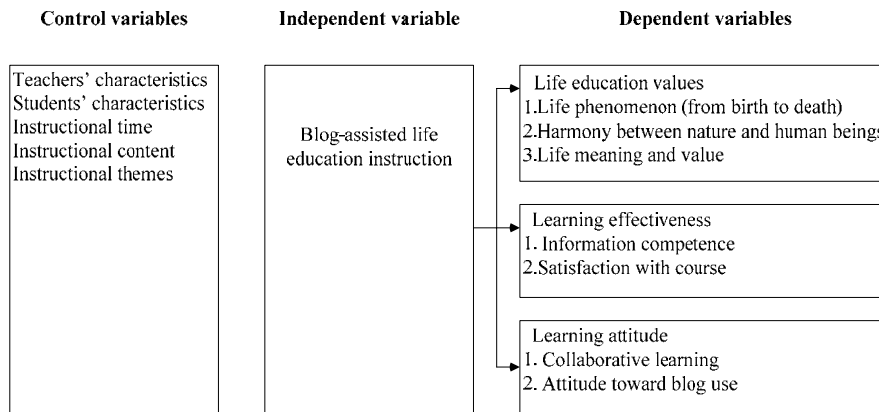 Control variables
Independent variable
Dependent variables
Teachers' characteristics
Students' characteristics
Instructional time
Instructional content
Instructional themes
Blog-assisted life
education instruction
Life education values
1.Life phenomenon (from birth to death)
2.Harmony between nature and human beings
3.Life meaning and value
Learning effectiveness
1. Information competence
2.Satisfaction with course
Learning attitude
1. Collaborative learning
2. Attitude toward blog use